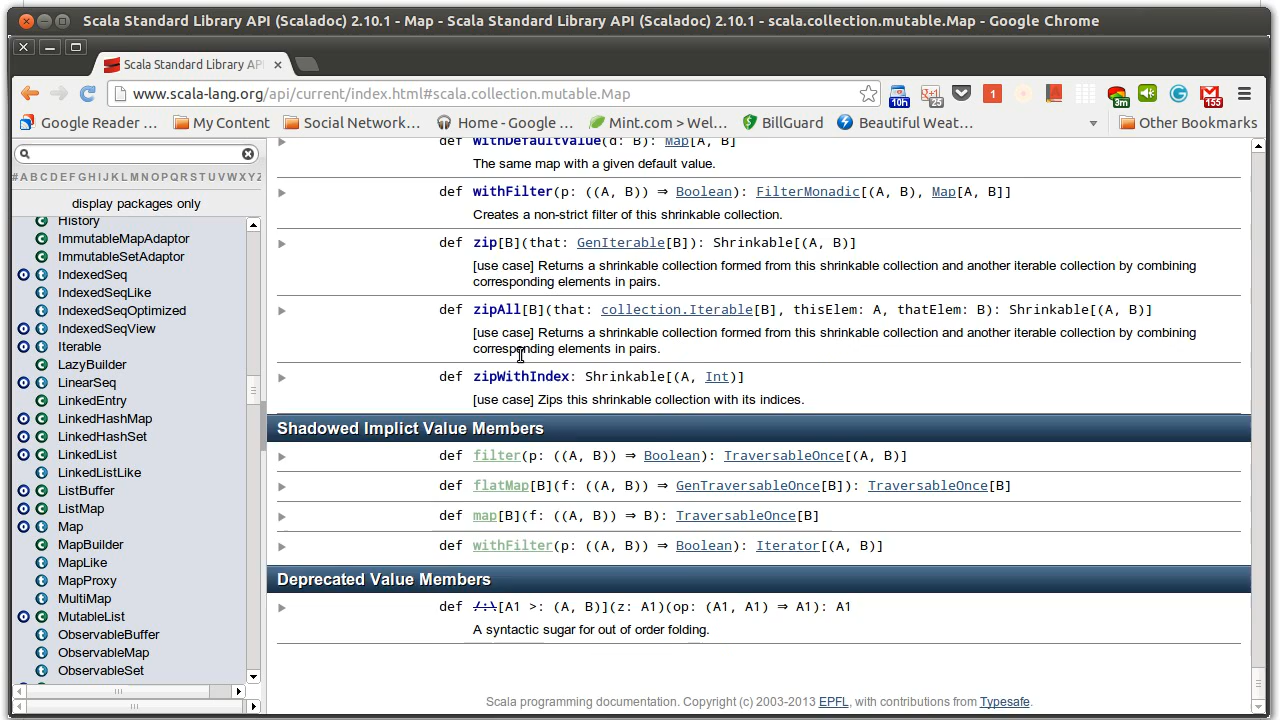 Scala Standard Library API (Scaladoc) 2.10.1 - Map - Scala Standard Library API (Scaladoc) 2.10.1 - scala.collection.mutable.Map - Google Chrome
Scala Standard Library API
www.scala-lang.org/api/current/index.html#scala.collection.mutable.Map
10h 25 1 3m 155
Google Reader ... My Content Social Network... Home - Google ... Mint.com > Wel... BillGuard Beautiful Weat... Other Bookmarks
#ABCDEFGHIJKLMNOPQRSTUVWXYZ
display packages only
History
ImmutableMapAdaptor
ImmutableSetAdaptor
IndexedSeq
IndexedSeqLike
IndexedSeqOptimized
IndexedSeqView
Iterable
LazyBuilder
LinearSeq
LinkedEntry
LinkedHashMap
LinkedHashSet
LinkedList
LinkedListLike
ListBuffer
ListMap
Map
MapBuilder
MapLike
MapProxy
MultiMap
MutableList
ObservableBuffer
ObservableMap
ObservableSet
def withDefaultValue(d: B): Map[A, B]
The same map with a given default value.
def withFilter(p: ((A, B)) ⇒ Boolean): FilterMonadic[(A, B), Map[A, B]]
Creates a non-strict filter of this shrinkable collection.
def zip[B](that: GenIterable[B]): Shrinkable[(A, B)]
[use case] Returns a shrinkable collection formed from this shrinkable collection and another iterable collection by combining
corresponding elements in pairs.
def zipAll[B](that: collection.Iterable[B], thisElem: A, thatElem: B): Shrinkable[(A, B)]
[use case] Returns a shrinkable collection formed from this shrinkable collection and another iterable collection by combining
corresponding elements in pairs.
def zipWithIndex: Shrinkable[(A, Int)]
[use case] Zips this shrinkable collection with its indices.
Shadowed Implict Value Members
def filter(p: ((A, B)) ⇒ Boolean): TraversableOnce[(A, B)]
def flatMap[B](f: ((A, B)) ⇒ GenTraversableOnce[B]): TraversableOnce[B]
def map[B](f: ((A, B)) ⇒ B): TraversableOnce[B]
def withFilter(p: ((A, B)) ⇒ Boolean): Iterator[(A, B)]
Deprecated Value Members
def /:\[A1 >: (A, B)](z: A1)(op: (A1, A1) ⇒ A1): A1
A syntactic sugar for out of order folding.
Scala programming documentation. Copyright (c) 2003-2013 EPFL, with contributions from Typesafe.